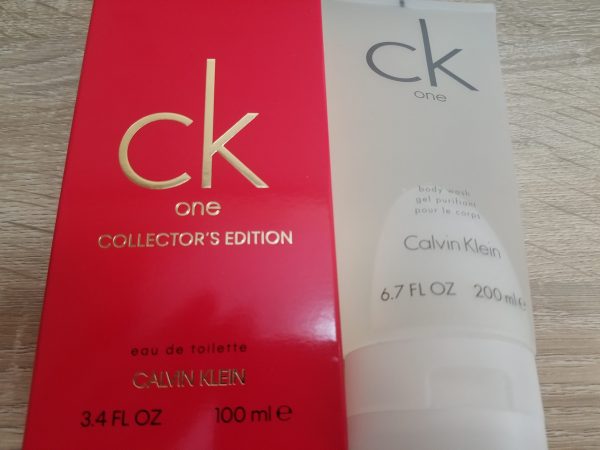 ck
one
COLLECTOR'S EDITION
eau de toilette
CALVIN KLEIN
3.4 FL OZ 100 ml e
ck
one
body wash
gel purifiant
pour le corps
Calvin Klein
6.7 FL OZ 200 ml e